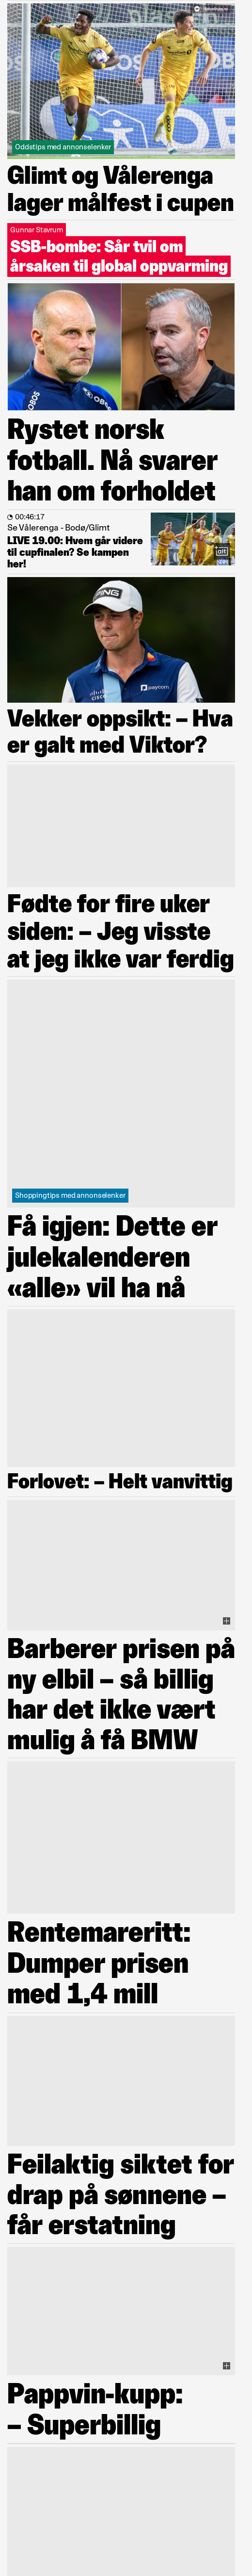 Oddstips med annonselenker
Glimt og Vålerenga
lager målfest i cupen
Gunnar Stavrum
SSB-bombe: Sår tvil om
årsaken til global oppvarming
OBOS
Rystet norsk
fotball. Nå svarer
han om forholdet
00:46:17
Se Vålerenga - Bodø/Glimt
LIVE 19.00: Hvem går videre
til cupfinalen? Se kampen
her!
alt
PING
paycom
CISCO
Vekker oppsikt: – Hva
er galt med Viktor?
Fødte for fire uker
siden: – Jeg visste
at jeg ikke var ferdig
Shoppingtips med annonselenker
Få igjen: Dette er
julekalenderen
«alle» vil ha nå
Forlovet: – Helt vanvittig
Barberer prisen på
ny elbil – så billig
har det ikke vært
mulig å få BMW
Rentemareritt:
Dumper prisen
med 1,4 mill
Feilaktig siktet for
drap på sønnene –
får erstatning
Pappvin-kupp:
– Superbillig